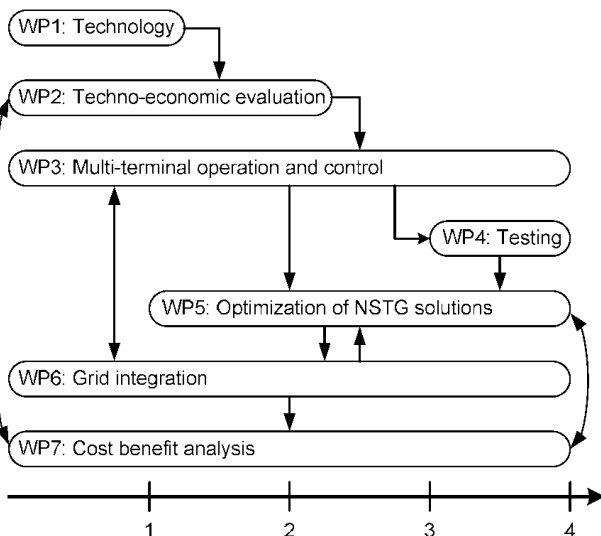 WP1: Technology
WP2: Techno-economic evaluation
WP3: Multi-terminal operation and control
WP4: Testing
WP5: Optimization of NSTG solutions
WP6: Grid integration
WP7: Cost benefit analysis
1 2 3 4